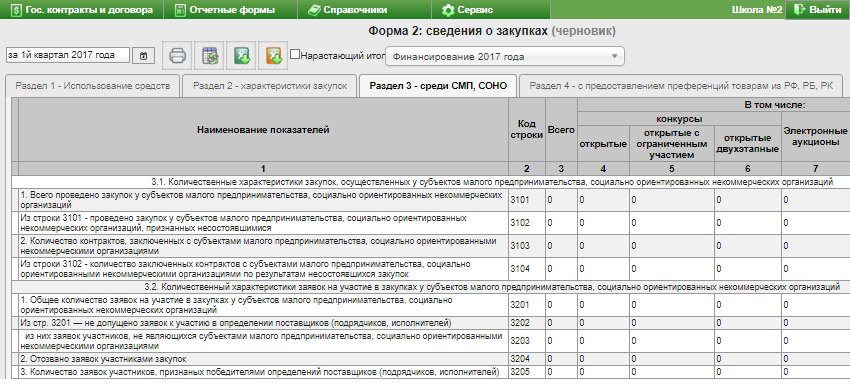 Гос. контракты и договора Отчетные формы Справочники Сервис Школа №2 Выйти
Форма 2: сведения о закупках (черновик)
за 1й квартал 2017 года Нарастающий итог Финансирование 2017 года
Раздел 1 - Использование средств Раздел 2 - характеристики закупок Раздел 3 - среди СМП, СОНО Раздел 4 - с предоставлением преференций товарам из РФ, РБ, РК
Наименование показателей
Код
строки
Всего
В том числе:
конкурсы
открытые
открытые с
ограниченным
участием
открытые
двухэтапные
Электронные
аукционы
1 2 3 4 5 6 7
3.1. Количественные характеристики закупок, осуществленных у субъектов малого предпринимательства, социально ориентированных некоммерческих организаций
1. Всего проведено закупок у субъектов малого предпринимательства, социально ориентированных некоммерческих
организаций
3101 0 0 0 0 0
Из строки 3101 - проведено закупок у субъектов малого предпринимательства, социально ориентированных
некоммерческих организаций, признанных несостоявшимися
3102 0 0 0 0 0
2. Количество контрактов, заключенных с субъектами малого предпринимательства, социально ориентированными
некоммерческими организациями
3103 0 0 0 0 0
Из строки 3102 - количество заключенных контрактов с субъектами малого предпринимательства, социально
ориентированными некоммерческими организациями по результатам несостоявшихся закупок
3104 0 0 0 0 0
3.2. Количественный характеристики заявок на участие в закупках у субъектов малого предпринимательства, социально ориентированных некоммерческих организаций
1. Общее количество заявок на участие в закупках у субъектов малого предпринимательства, социально
ориентированных некоммерческих организаций
3201 0 0 0 0 0
Из стр. 3201 — не допущено заявок к участию в определении поставщиков (подрядчиков, исполнителей) 3202 0 0 0 0 0
из них заявок участников, не являющихся субъектами малого предпринимательства, социально ориентированными
некоммерческими организациями
3203 0 0 0 0 0
2. Отозвано заявок участниками закупок 3204 0 0 0 0 0
3. Количество заявок участников, признаных победителями определений поставщиков (подрядчиков, исполнителей) 3205 0 0 0 0 0